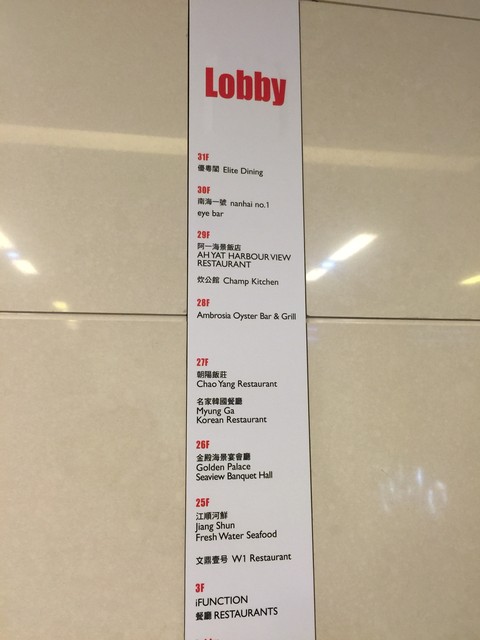 Lobby
31F
優粵閣 Elite Dining
30F
南海一號 nanhai no.1
eye bar
29F
阿一海景飯店
AH YAT HARBOUR VIEW
RESTAURANT
炊公館 Champ Kitchen
28F
Ambrosia Oyster Bar & Grill
27F
朝陽飯莊
Chao Yang Restaurant
名家韓國餐廳
Myung Ga
Korean Restaurant
26F
金殿海景宴會廳
Golden Palace
Seaview Banquet Hall
25F
江順河鮮
Jiang Shun
Fresh Water Seafood
文鼎壹号 W1 Restaurant
3F
iFUNCTION
餐廳 RESTAURANTS